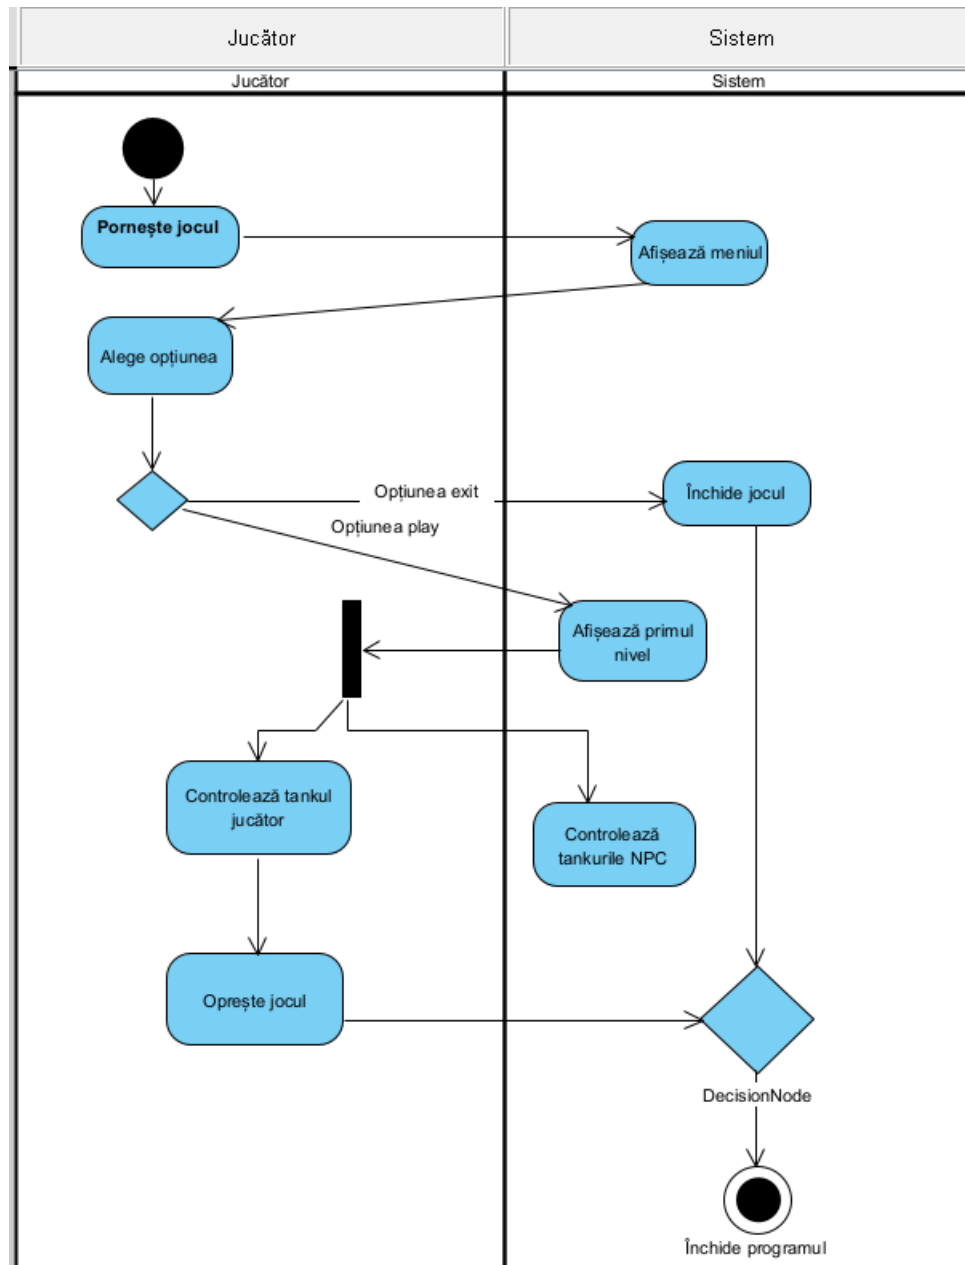 Jucător
Sistem
Jucător
Sistem
Pornește jocul
Afișează meniul
Alege opțiunea
Opțiunea exit
Închide jocul
Opțiunea play
Afișează primul
nivel
Controlează tankul
jucător
Controlează
tankurile NPC
Oprește jocul
DecisionNode
Închide programul